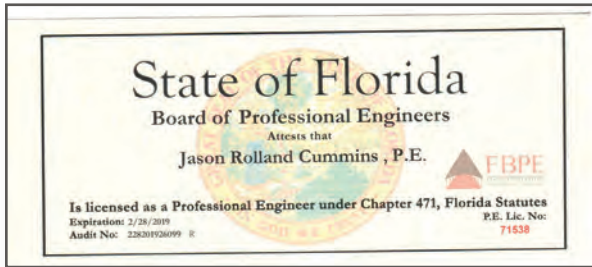 State of Florida
Board of Professional Engineers
Attests that
Jason Rolland Cummins , P.E.
FBPE
Is licensed as a Professional Engineer under Chapter 471, Florida Statutes
Expiration: 2/28/2019
P.E. Lic. No:
Audit No: 228201926099 R
71538